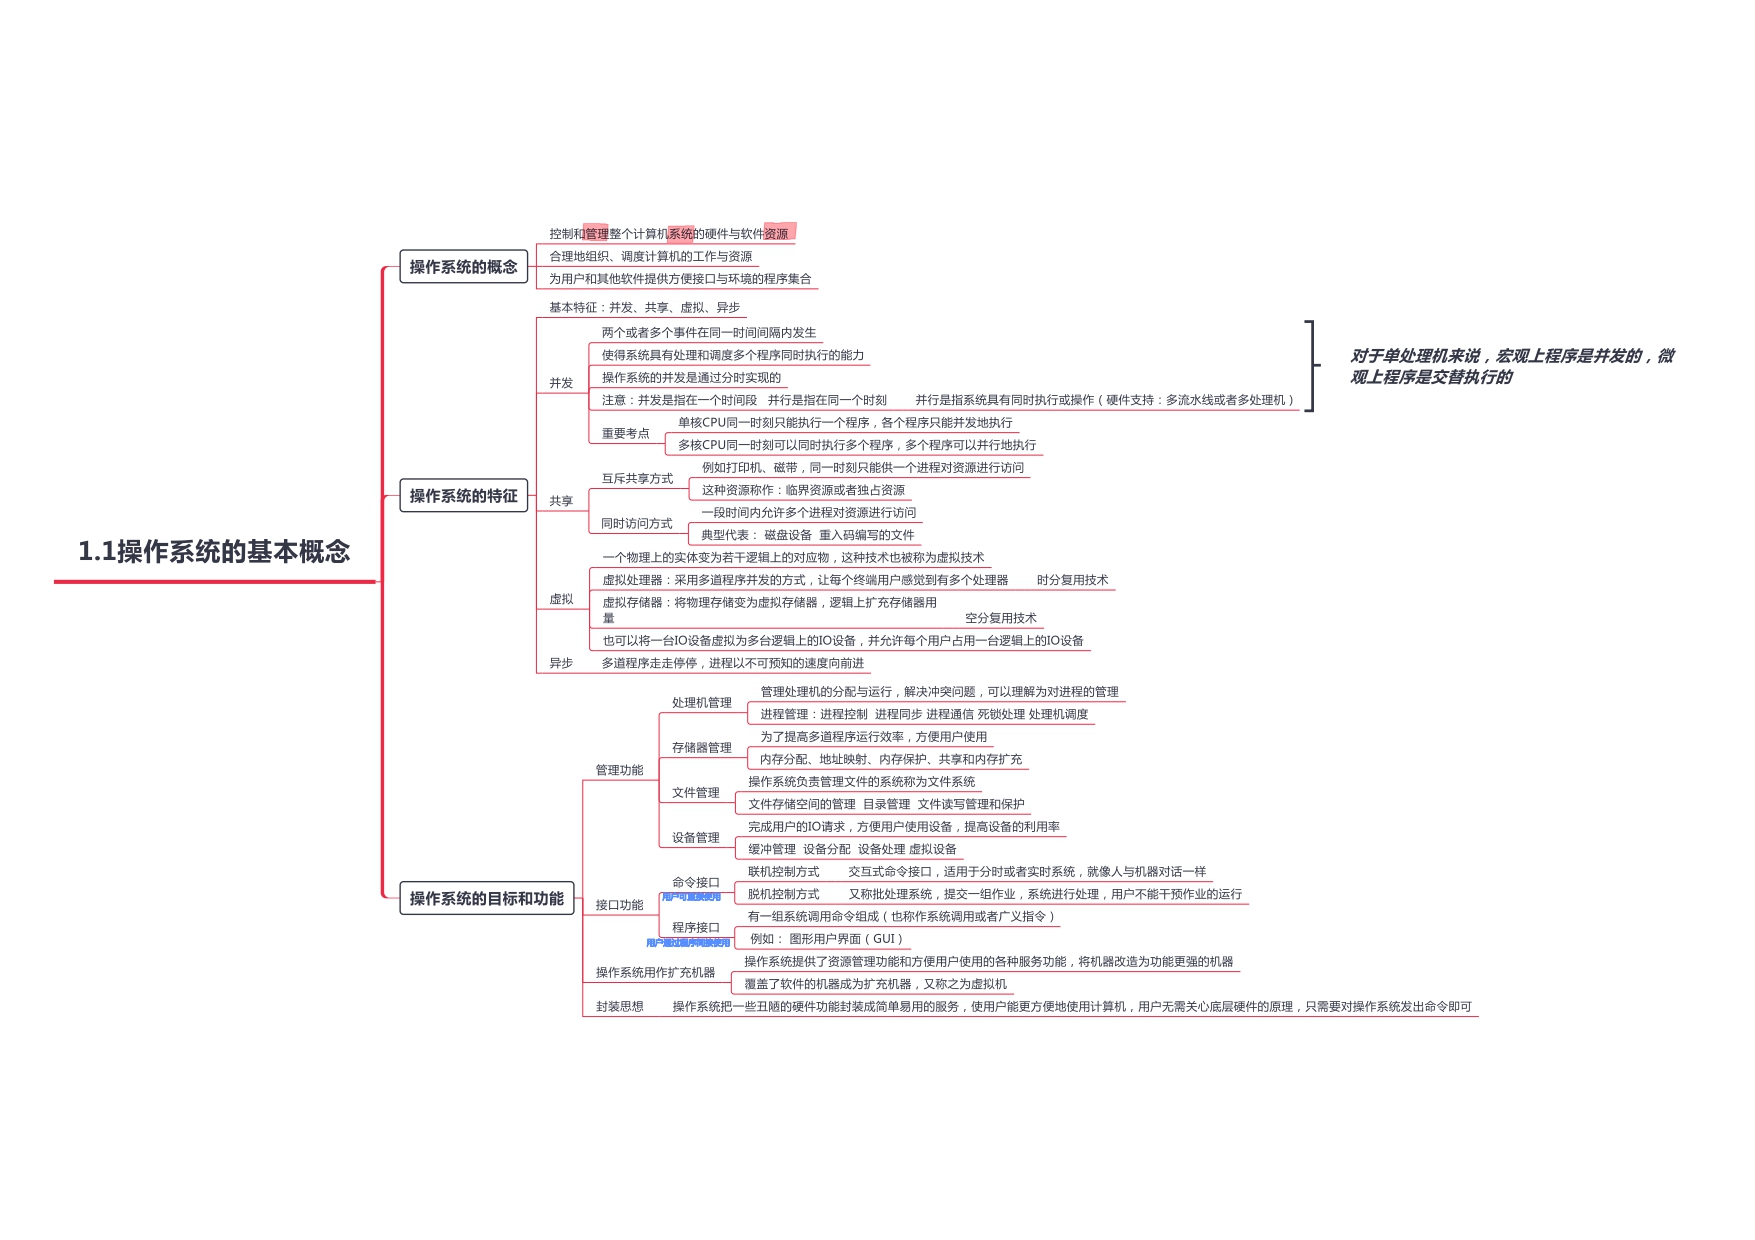 控制和管理整个计算机系统的硬件与软件资源
操作系统的概念
合理地组织、调度计算机的工作与资源
为用户和其他软件提供方便接口与环境的程序集合
基本特征：并发、共享、虚拟、异步
两个或者多个事件在同一时间间隔内发生
使得系统具有处理和调度多个程序同时执行的能力
并发
操作系统的并发是通过分时实现的
注意：并发是指在一个时间段 并行是指在同一个时刻 并行是指系统具有同时执行或操作（硬件支持：多流水线或者多处理机）
对于单处理机来说，宏观上程序是并发的，微
观上程序是交替执行的
重要考点
单核CPU同一时刻只能执行一个程序，各个程序只能并发地执行
多核CPU同一时刻可以同时执行多个程序，多个程序可以并行地执行
操作系统的特征
共享
互斥共享方式
例如打印机、磁带，同一时刻只能供一个进程对资源进行访问
这种资源称作：临界资源或者独占资源
同时访问方式
一段时间内允许多个进程对资源进行访问
典型代表： 磁盘设备 重入码编写的文件
1.1操作系统的基本概念
虚拟
一个物理上的实体变为若干逻辑上的对应物，这种技术也被称为虚拟技术
虚拟处理器：采用多道程序并发的方式，让每个终端用户感觉到有多个处理器 时分复用技术
虚拟存储器：将物理存储变为虚拟存储器，逻辑上扩充存储器用
量 空分复用技术
也可以将一台IO设备虚拟为多台逻辑上的IO设备，并允许每个用户占用一台逻辑上的IO设备
异步 多道程序走走停停，进程以不可预知的速度向前进
管理功能
处理机管理
管理处理机的分配与运行，解决冲突问题，可以理解为对进程的管理
进程管理：进程控制 进程同步 进程通信 死锁处理 处理机调度
存储器管理
为了提高多道程序运行效率，方便用户使用
内存分配、地址映射、内存保护、共享和内存扩充
文件管理
操作系统负责管理文件的系统称为文件系统
文件存储空间的管理 目录管理 文件读写管理和保护
设备管理
完成用户的IO请求，方便用户使用设备，提高设备的利用率
缓冲管理 设备分配 设备处理 虚拟设备
操作系统的目标和功能
接口功能
命令接口
用户可直接使用
联机控制方式 交互式命令接口，适用于分时或者实时系统，就像人与机器对话一样
脱机控制方式 又称批处理系统，提交一组作业，系统进行处理，用户不能干预作业的运行
程序接口
用户通过程序间接使用
有一组系统调用命令组成（也称作系统调用或者广义指令）
例如： 图形用户界面（GUI）
操作系统用作扩充机器
操作系统提供了资源管理功能和方便用户使用的各种服务功能，将机器改造为功能更强的机器
覆盖了软件的机器成为扩充机器，又称之为虚拟机
封装思想 操作系统把一些丑陋的硬件功能封装成简单易用的服务，使用户能更方便地使用计算机，用户无需关心底层硬件的原理，只需要对操作系统发出命令即可